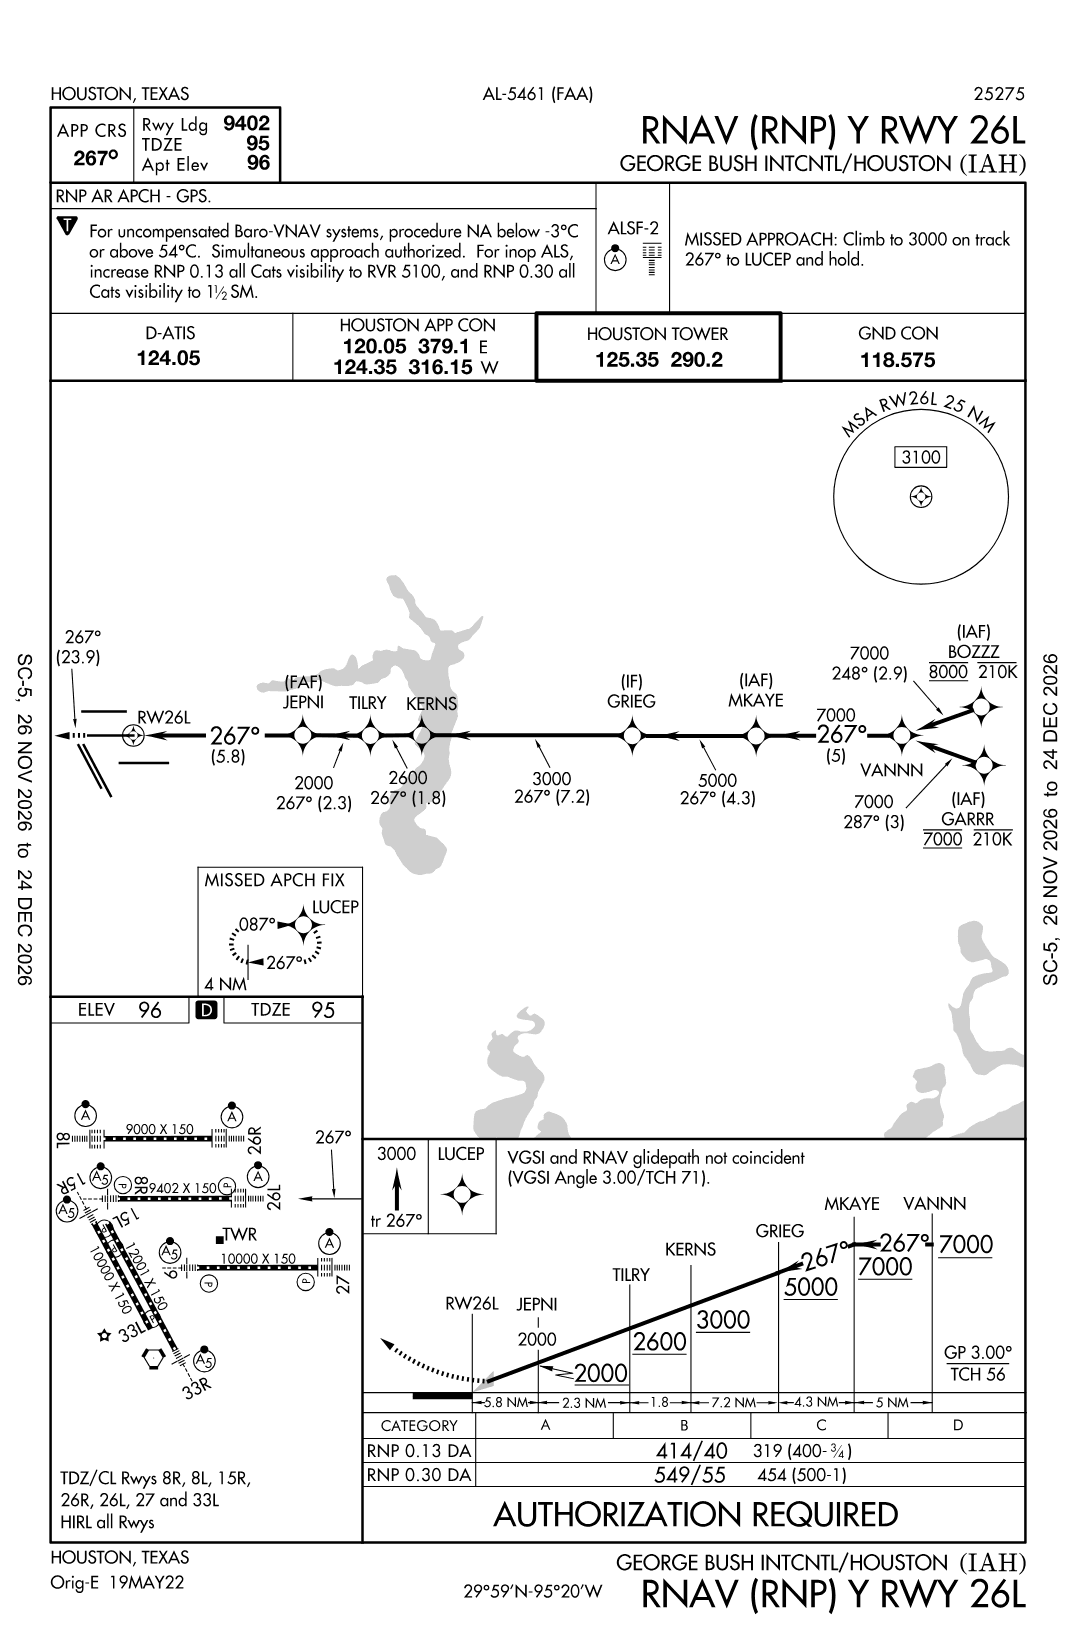 HOUSTON, TEXAS
AL-5461 (FAA)
25275
APP CRS
267°
Rwy Ldg 9402
TDZE 95
Apt Elev 96
RNAV (RNP) Y RWY 26L
GEORGE BUSH INTCNTL/HOUSTON (IAH)
RNP AR APCH - GPS.
T
For uncompensated Baro-VNAV systems, procedure NA below -3°C
or above 54°C. Simultaneous approach authorized. For inop ALS,
increase RNP 0.13 all Cats visibility to RVR 5100, and RNP 0.30 all
Cats visibility to 1½ SM.
ALSF-2
A
MISSED APPROACH: Climb to 3000 on track
267° to LUCEP and hold.
D-ATIS
124.05
HOUSTON APP CON
120.05 379.1 E
124.35 316.15 W
HOUSTON TOWER
125.35 290.2
GND CON
118.575
MSA RW26L 25 NM
3100
267°
(23.9)
RW26L
267°
(5.8)
(FAF)
JEPNI
TILRY
KERNS
2000
267° (2.3)
2600
267° (1.8)
3000
267° (7.2)
(IF)
GRIEG
5000
267° (4.3)
(IAF)
MKAYE
7000
267°
(5)
VANNN
7000
248° (2.9)
(IAF)
BOZZZ
8000 210K
7000
287° (3)
(IAF)
GARRR
7000 210K
SC-5, 26 NOV 2026 to 24 DEC 2026
SC-5, 26 NOV 2026 to 24 DEC 2026
MISSED APCH FIX
LUCEP
087°
267°
4 NM
ELEV 96
D
TDZE 95
A
A
8L
9000 X 150
26R
267°
15R
A5
8R
P
9402 X 150
P
A
26L
A5
15L
TWR
A5
9
P
10000 X 150
P
A
27
P
P
10000 X 150
12001 X 150
33L
P
A5
33R
TDZ/CL Rwys 8R, 8L, 15R,
26R, 26L, 27 and 33L
HIRL all Rwys
3000
tr 267°
LUCEP
VGSI and RNAV glidepath not coincident
(VGSI Angle 3.00/TCH 71).
RW26L
JEPNI
2000
TILRY
KERNS
GRIEG
MKAYE
VANNN
267°
267°
7000
7000
5000
3000
2600
2000
GP 3.00°
TCH 56
5.8 NM
2.3 NM
1.8
7.2 NM
4.3 NM
5 NM
CATEGORY A B C D
RNP 0.13 DA 414/40 319 (400-¾)
RNP 0.30 DA 549/55 454 (500-1)
AUTHORIZATION REQUIRED
HOUSTON, TEXAS
Orig-E 19MAY22
29°59'N-95°20'W
GEORGE BUSH INTCNTL/HOUSTON (IAH)
RNAV (RNP) Y RWY 26L